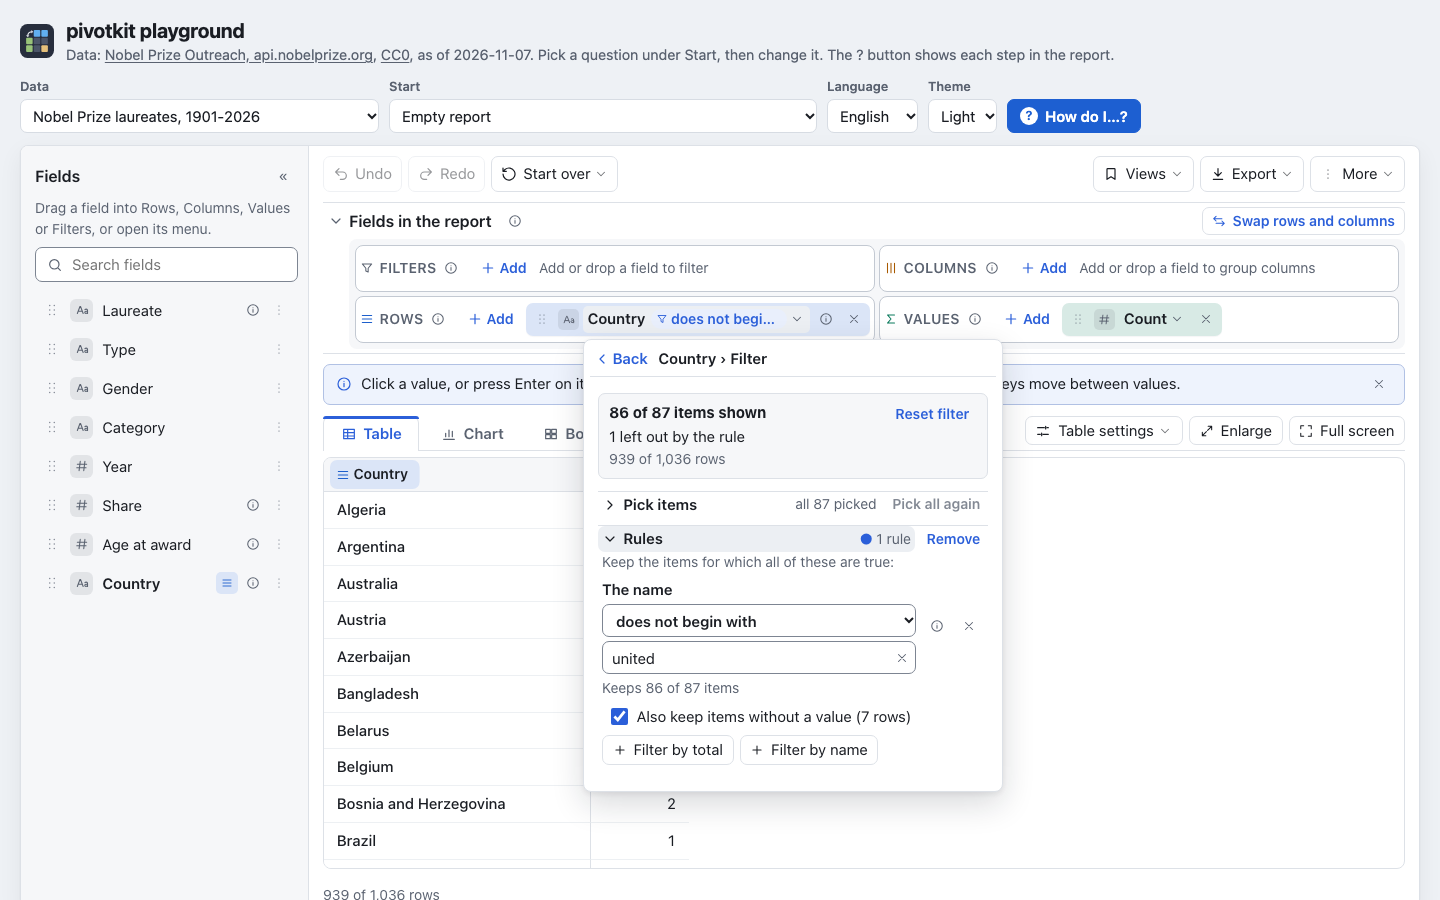 pivotkit playground
Data: Nobel Prize Outreach, api.nobelprize.org, CC0, as of 2026-11-07. Pick a question under Start, then change it. The ? button shows each step in the report.
Data
Start
Language
Theme
Nobel Prize laureates, 1901-2026
Empty report
English
Light
? How do I...?
Fields
«
Drag a field into Rows, Columns, Values
or Filters, or open its menu.
Search fields
Aa Laureate
Aa Type
Aa Gender
Aa Category
# Year
# Share
# Age at award
Aa Country
Undo
Redo
Start over
Views
Export
More
Fields in the report
Swap rows and columns
FILTERS
+ Add
Add or drop a field to filter
COLUMNS
+ Add
Add or drop a field to group columns
ROWS
+ Add
Aa Country
does not begi...
Σ VALUES
+ Add
# Count
Click a value, or press Enter on it
eys move between values.
Table
Chart
Bo
Table settings
Enlarge
Full screen
Country
Algeria
Argentina
Australia
Austria
Azerbaijan
Bangladesh
Belarus
Belgium
Bosnia and Herzegovina 2
Brazil 1
939 of 1,036 rows
Back
Country › Filter
86 of 87 items shown
Reset filter
1 left out by the rule
939 of 1,036 rows
Pick items
all 87 picked
Pick all again
Rules
1 rule
Remove
Keep the items for which all of these are true:
The name
does not begin with
united
Keeps 86 of 87 items
Also keep items without a value (7 rows)
+ Filter by total
+ Filter by name